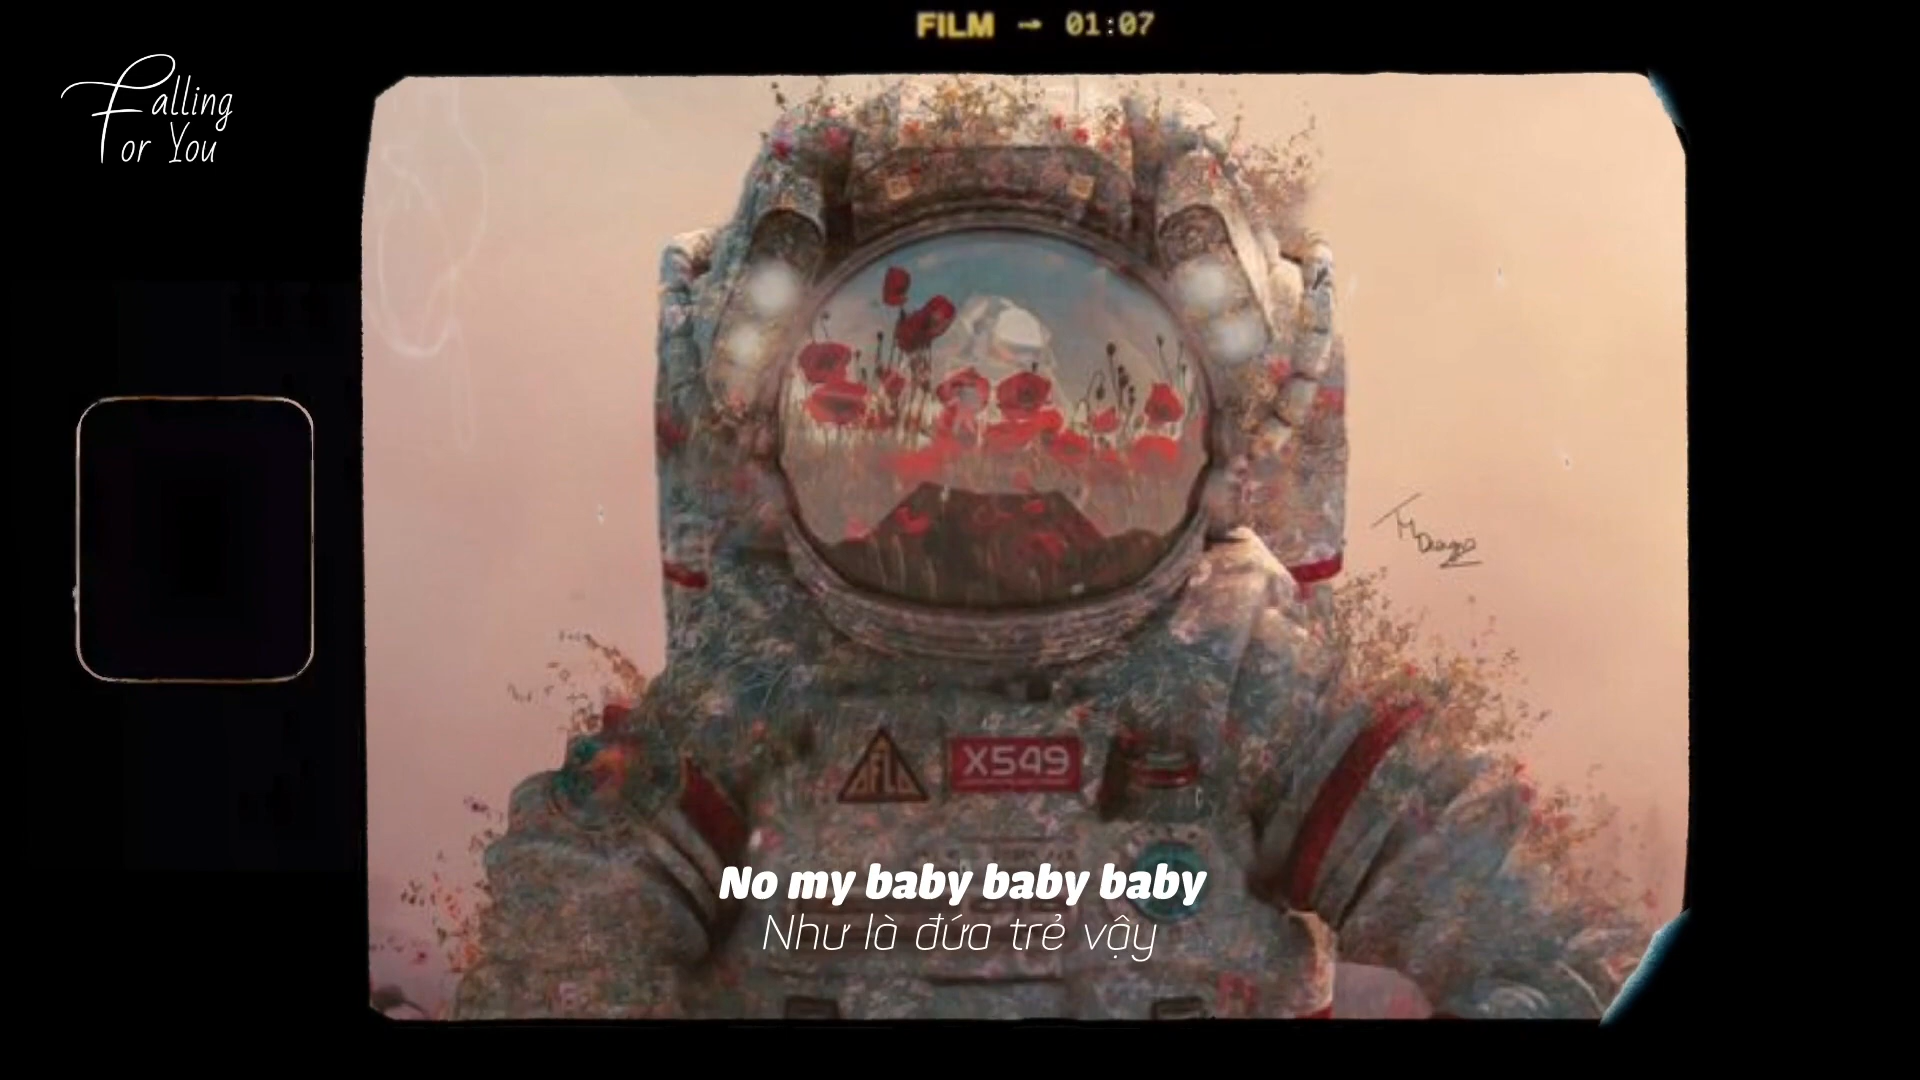 FILM → 01:07
Falling
For You
X549
No my baby baby baby
Như là đứa trẻ vậy